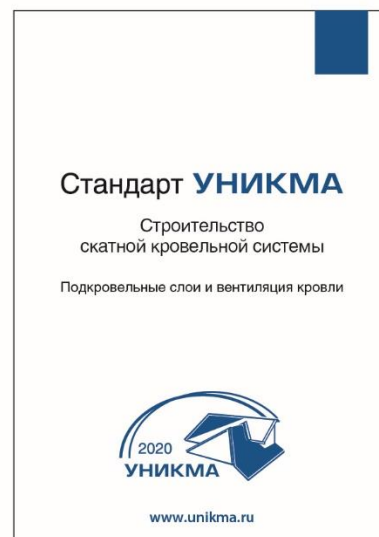 Стандарт УНИКМА
Строительство
скатной кровельной системы
Подкровельные слои и вентиляция кровли
2020
УНИКМА
www.unikma.ru